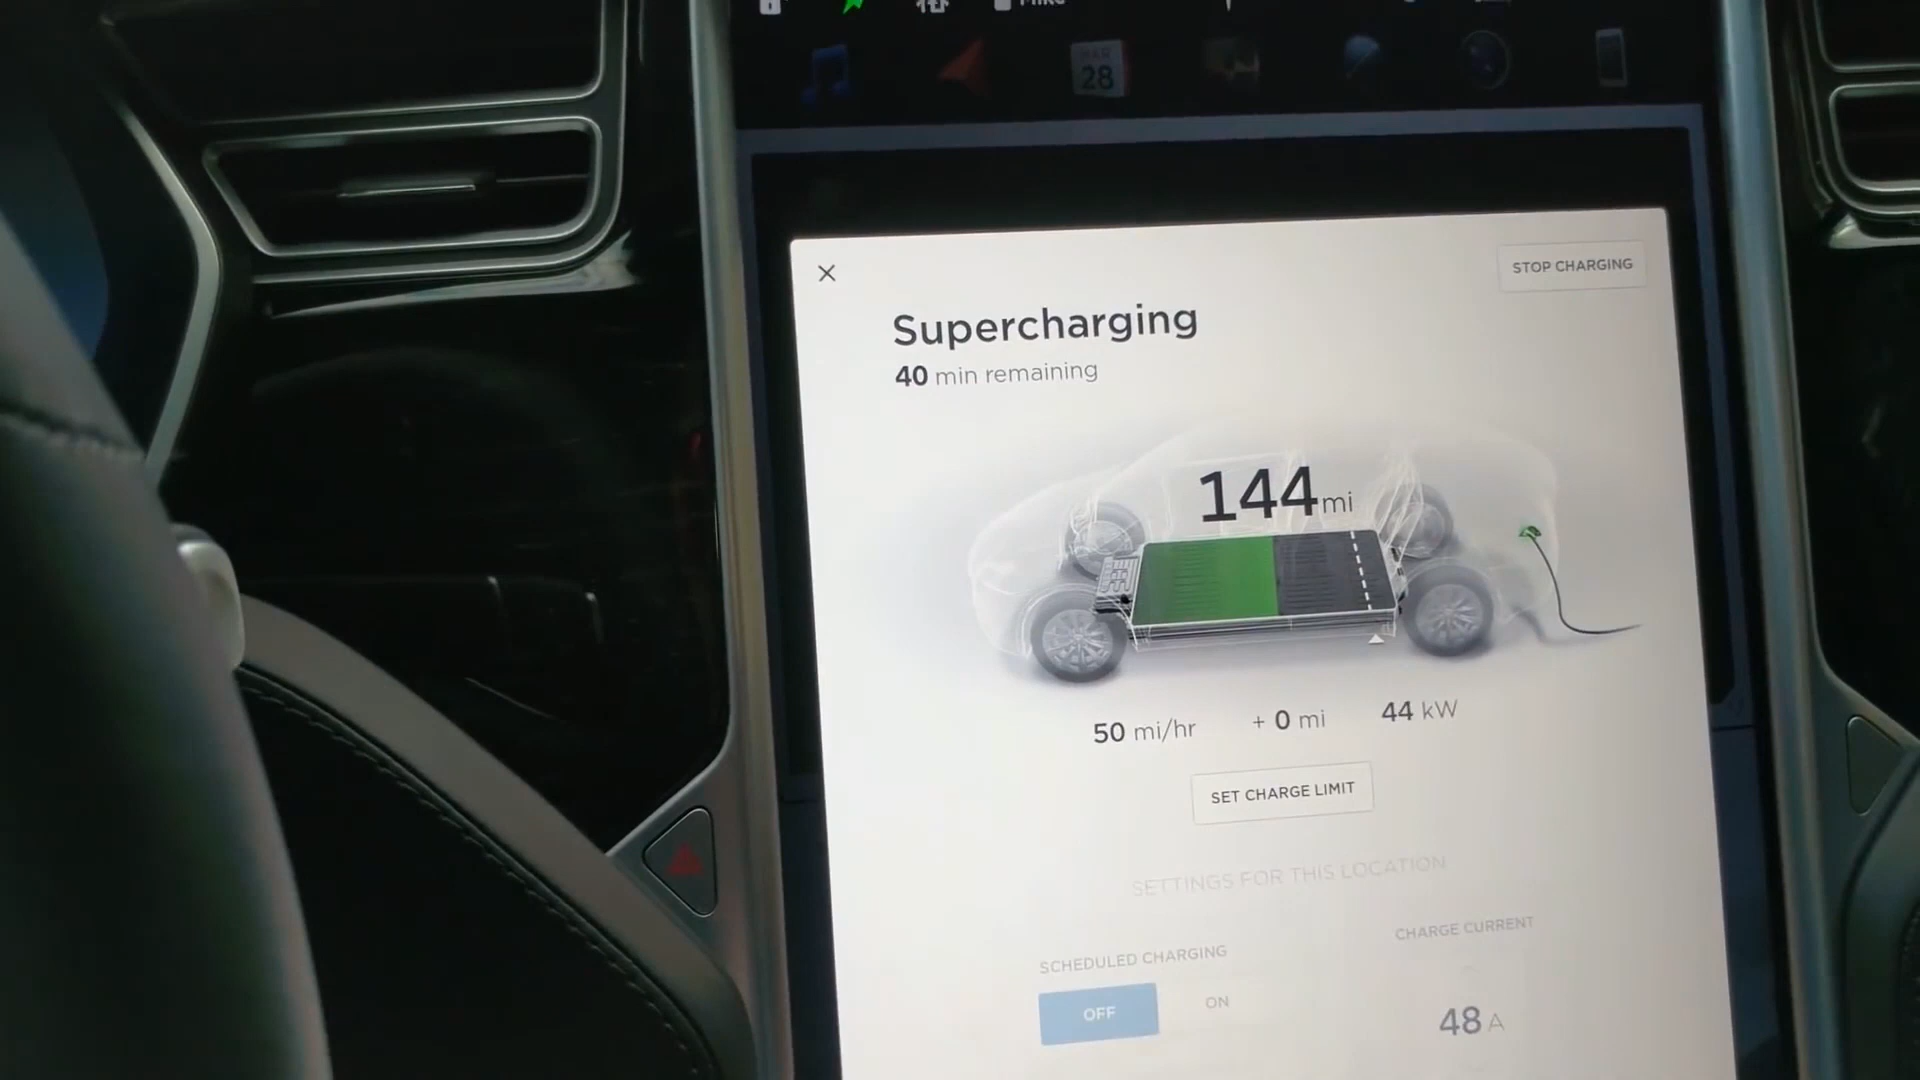 MAR
28
STOP CHARGING
Supercharging
40 min remaining
144 mi
50 mi/hr + 0 mi 44 kW
SET CHARGE LIMIT
SETTINGS FOR THIS LOCATION
SCHEDULED CHARGING
CHARGE CURRENT
OFF ON
48 A